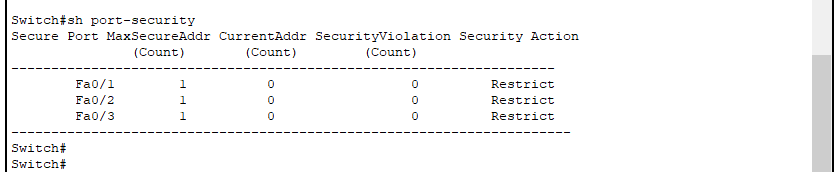 Switch#sh port-security
Secure Port MaxSecureAddr CurrentAddr SecurityViolation Security Action
(Count) (Count) (Count)
--------------------------------------------------------------------
Fa0/1 1 0 0 Restrict
Fa0/2 1 0 0 Restrict
Fa0/3 1 0 0 Restrict
----------------------------------------------------------------------
Switch#
Switch#